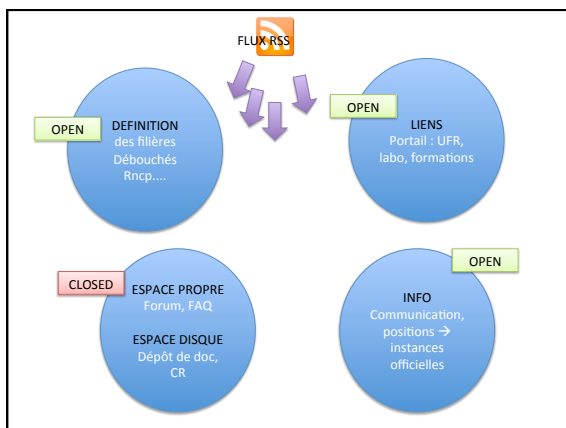 FLUX RSS
OPEN
DEFINITION
des filières
Débouchés
Rncp....
OPEN
LIENS
Portail : UFR,
labo, formations
CLOSED
ESPACE PROPRE
Forum, FAQ
ESPACE DISQUE
Dépôt de doc,
CR
OPEN
INFO
Communication,
positions →
instances
officielles